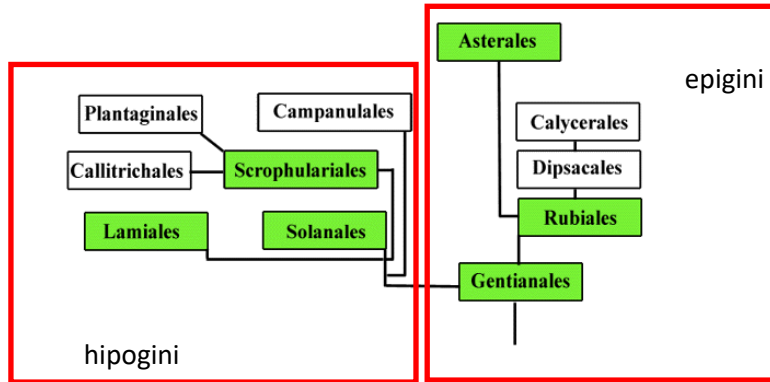 Asterales
epigini
Plantaginales
Campanulales
Calycerales
Callitrichales
Scrophulariales
Dipsacales
Lamiales
Solanales
Rubiales
Gentianales
hipogini